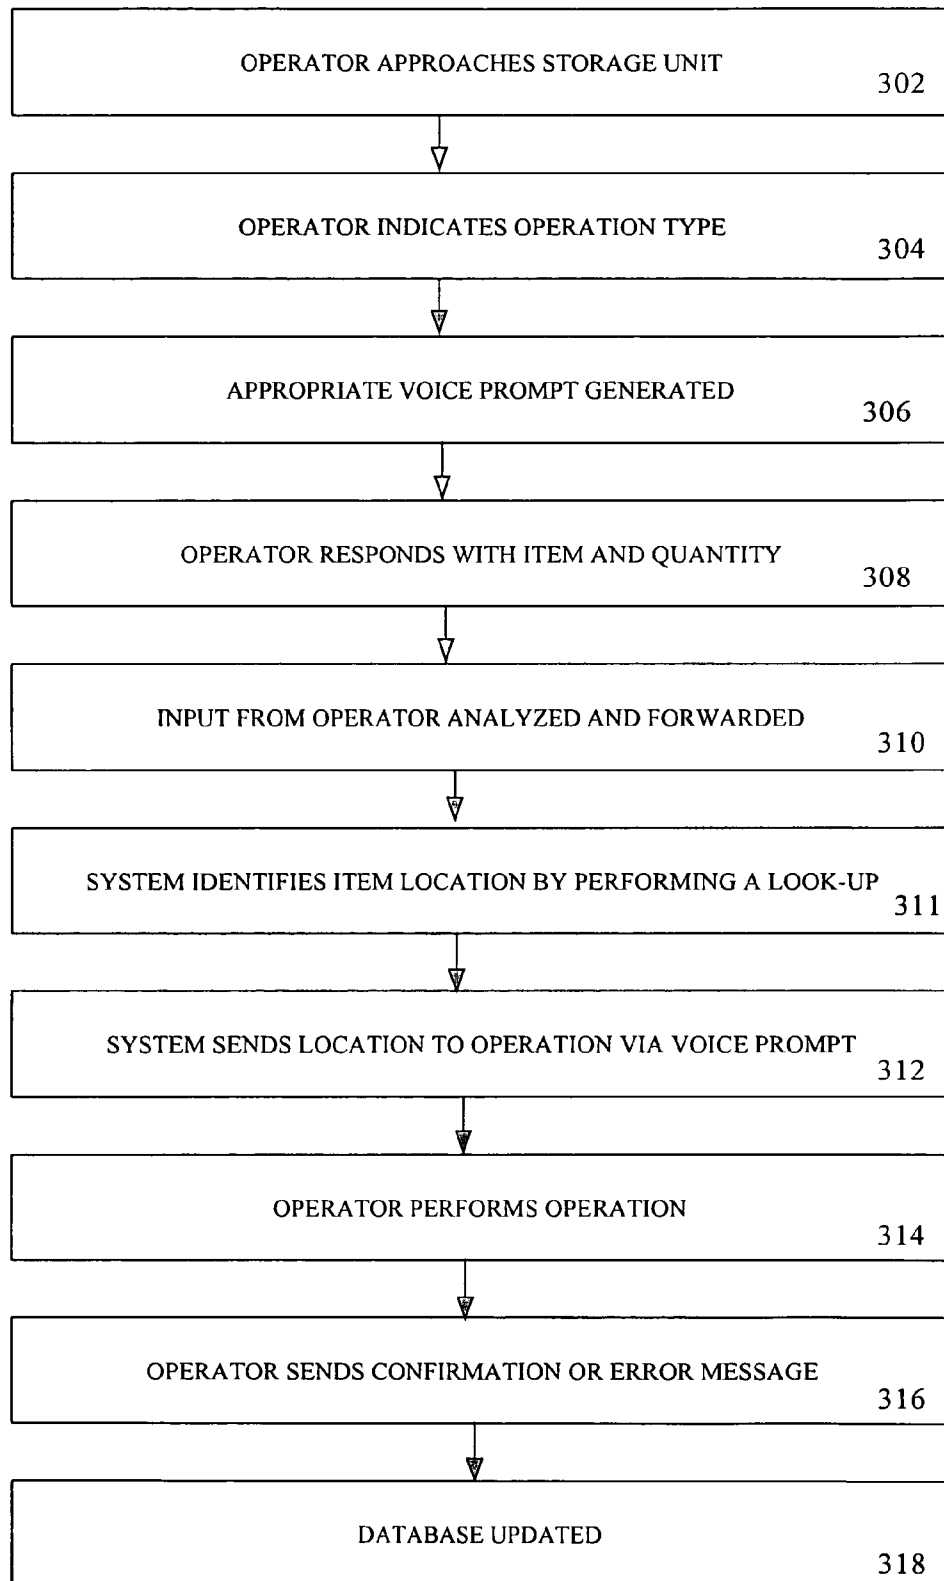 OPERATOR APPROACHES STORAGE UNIT
302
OPERATOR INDICATES OPERATION TYPE
304
APPROPRIATE VOICE PROMPT GENERATED
306
OPERATOR RESPONDS WITH ITEM AND QUANTITY
308
INPUT FROM OPERATOR ANALYZED AND FORWARDED
310
SYSTEM IDENTIFIES ITEM LOCATION BY PERFORMING A LOOK-UP
311
SYSTEM SENDS LOCATION TO OPERATION VIA VOICE PROMPT
312
OPERATOR PERFORMS OPERATION
314
OPERATOR SENDS CONFIRMATION OR ERROR MESSAGE
316
DATABASE UPDATED
318